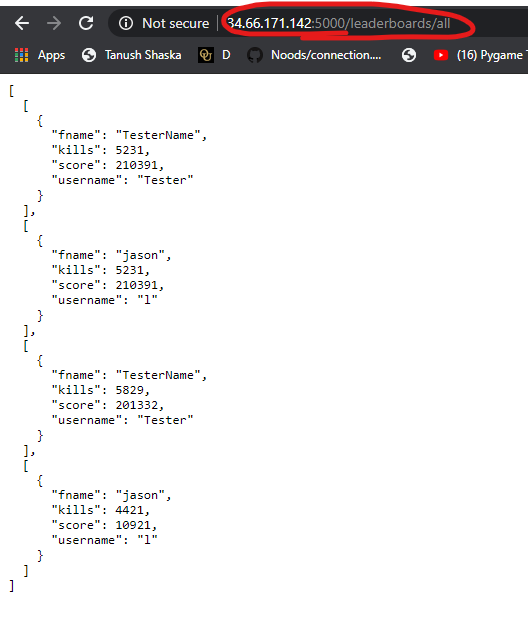 Not secure | 34.66.171.142:5000/leaderboards/all
Apps Tanush Shaska OU D Noods/connection.... (16) Pygame T
[
  [
    {
      "fname": "TesterName",
      "kills": 5231,
      "score": 210391,
      "username": "Tester"
    }
  ],
  [
    {
      "fname": "jason",
      "kills": 5231,
      "score": 210391,
      "username": "l"
    }
  ],
  [
    {
      "fname": "TesterName",
      "kills": 5829,
      "score": 201332,
      "username": "Tester"
    }
  ],
  [
    {
      "fname": "jason",
      "kills": 4421,
      "score": 10921,
      "username": "l"
    }
  ]
]